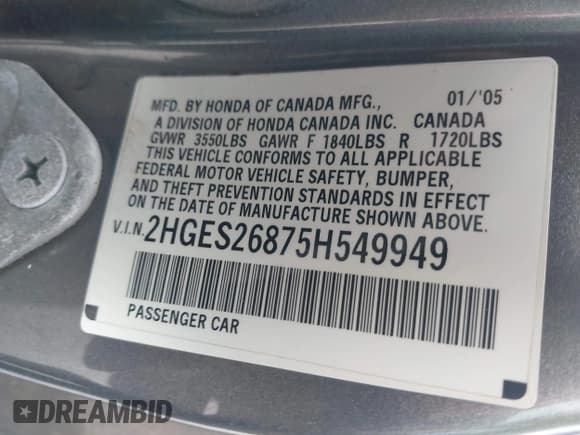 MFD. BY HONDA OF CANADA MFG., 01/'05
A DIVISION OF HONDA CANADA INC. CANADA
GVWR 3550LBS GAWR F 1840LBS R 1720LBS
THIS VEHICLE CONFORMS TO ALL APPLICABLE
FEDERAL MOTOR VEHICLE SAFETY, BUMPER,
AND THEFT PREVENTION STANDARDS IN EFFECT
ON THE DATE OF MANUFACTURE SHOWN ABOVE.
V.I.N. 2HGES26875H549949
PASSENGER CAR
DREAMBID